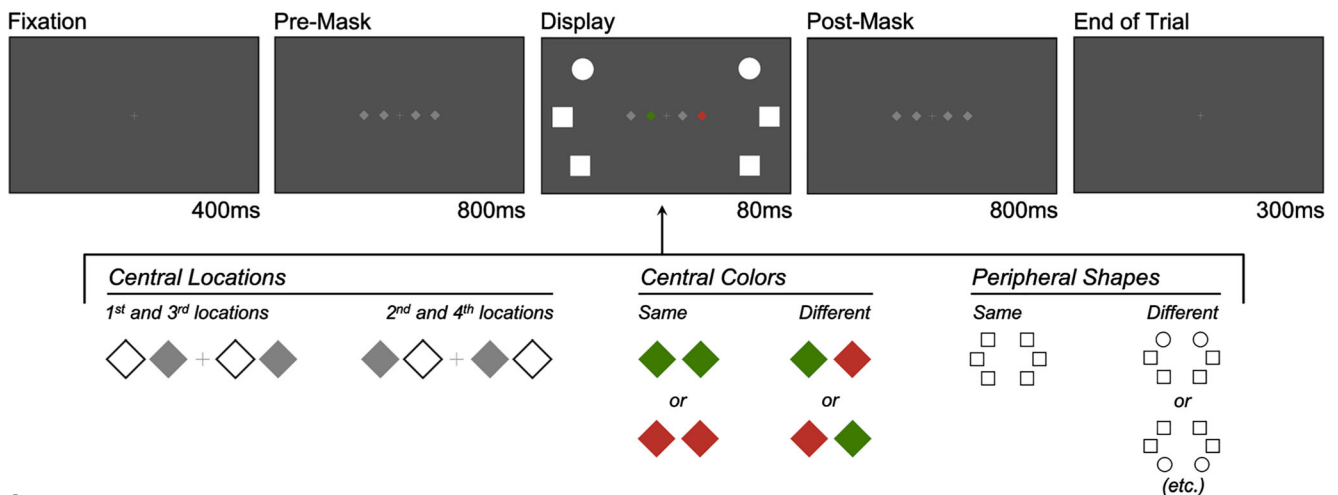 Fixation
Pre-Mask
Display
Post-Mask
End of Trial
400ms
800ms
80ms
800ms
300ms
Central Locations
1st and 3rd locations
2nd and 4th locations
Central Colors
Same
Different
or
or
Peripheral Shapes
Same
Different
or
(etc.)